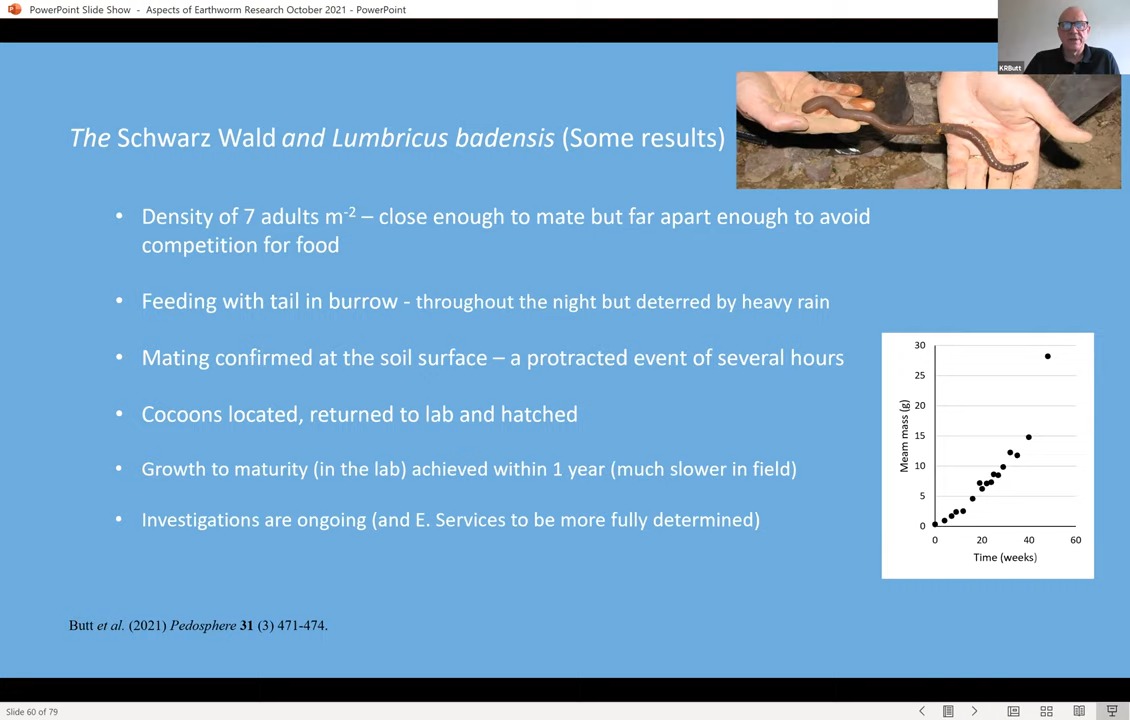 PowerPoint Slide Show - Aspects of Earthworm Research October 2021 - PowerPoint
KRButt
The Schwarz Wald and Lumbricus badensis (Some results)
• Density of 7 adults m-2 – close enough to mate but far apart enough to avoid
competition for food
• Feeding with tail in burrow - throughout the night but deterred by heavy rain
• Mating confirmed at the soil surface – a protracted event of several hours
• Cocoons located, returned to lab and hatched
• Growth to maturity (in the lab) achieved within 1 year (much slower in field)
• Investigations are ongoing (and E. Services to be more fully determined)
30
25
20
15
10
5
0
Meam mass (g)
0 20 40 60
Time (weeks)
Butt et al. (2021) Pedosphere 31 (3) 471-474.
Slide 60 of 79